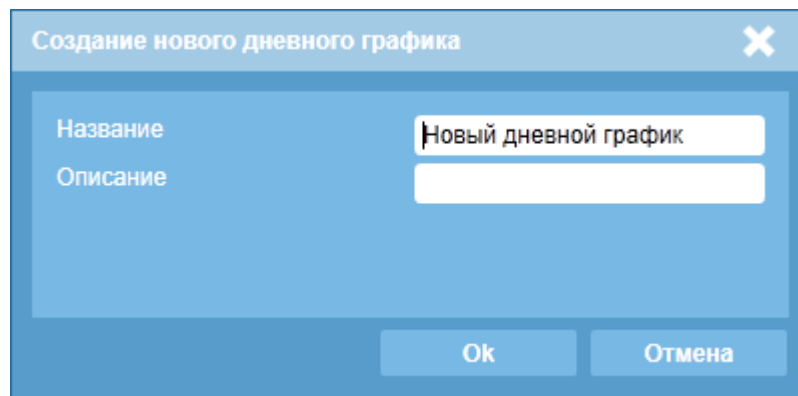 Создание нового дневного графика
Название
Новый дневной график
Описание
Ok
Отмена